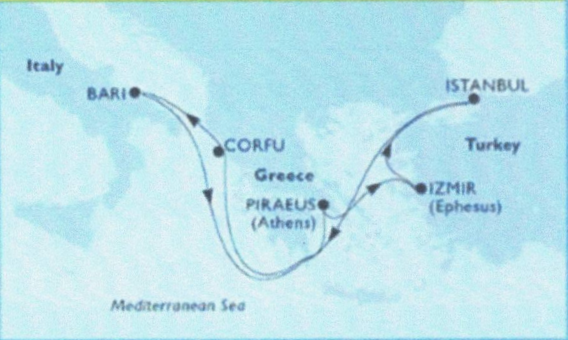 Italy
BARI
ISTANBUL
CORFU
Turkey
Greece
PIRAEUS
(Athens)
IZMIR
(Ephesus)
Mediterranean Sea